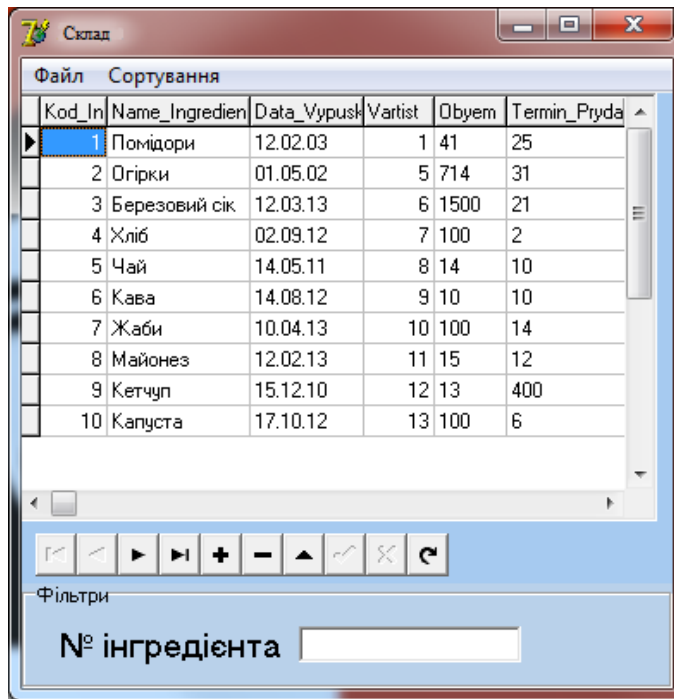 Склад
Файл Сортування
Kod_In Name_Ingredien Data_Vypusk Vartist Obyem Termin_Pryda
1 Помідори 12.02.03 1 41 25
2 Огірки 01.05.02 5 714 31
3 Березовий сік 12.03.13 6 1500 21
4 Хліб 02.09.12 7 100 2
5 Чай 14.05.11 8 14 10
6 Кава 14.08.12 9 10 10
7 Жаби 10.04.13 10 100 14
8 Майонез 12.02.13 11 15 12
9 Кетчуп 15.12.10 12 13 400
10 Капуста 17.10.12 13 100 6
Фільтри
№ інгредієнта